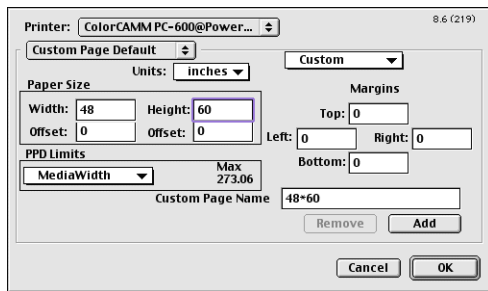 Printer: ColorCAMM PC-600@Power... 8.6 (219)
Custom Page Default
Units: inches Custom
Paper Size Margins
Width: 48 Height: 60 Top: 0
Offset: 0 Offset: 0 Left: 0 Right: 0
PPD Limits Bottom: 0
MediaWidth Max
273.06
Custom Page Name 48*60
Remove Add
Cancel OK